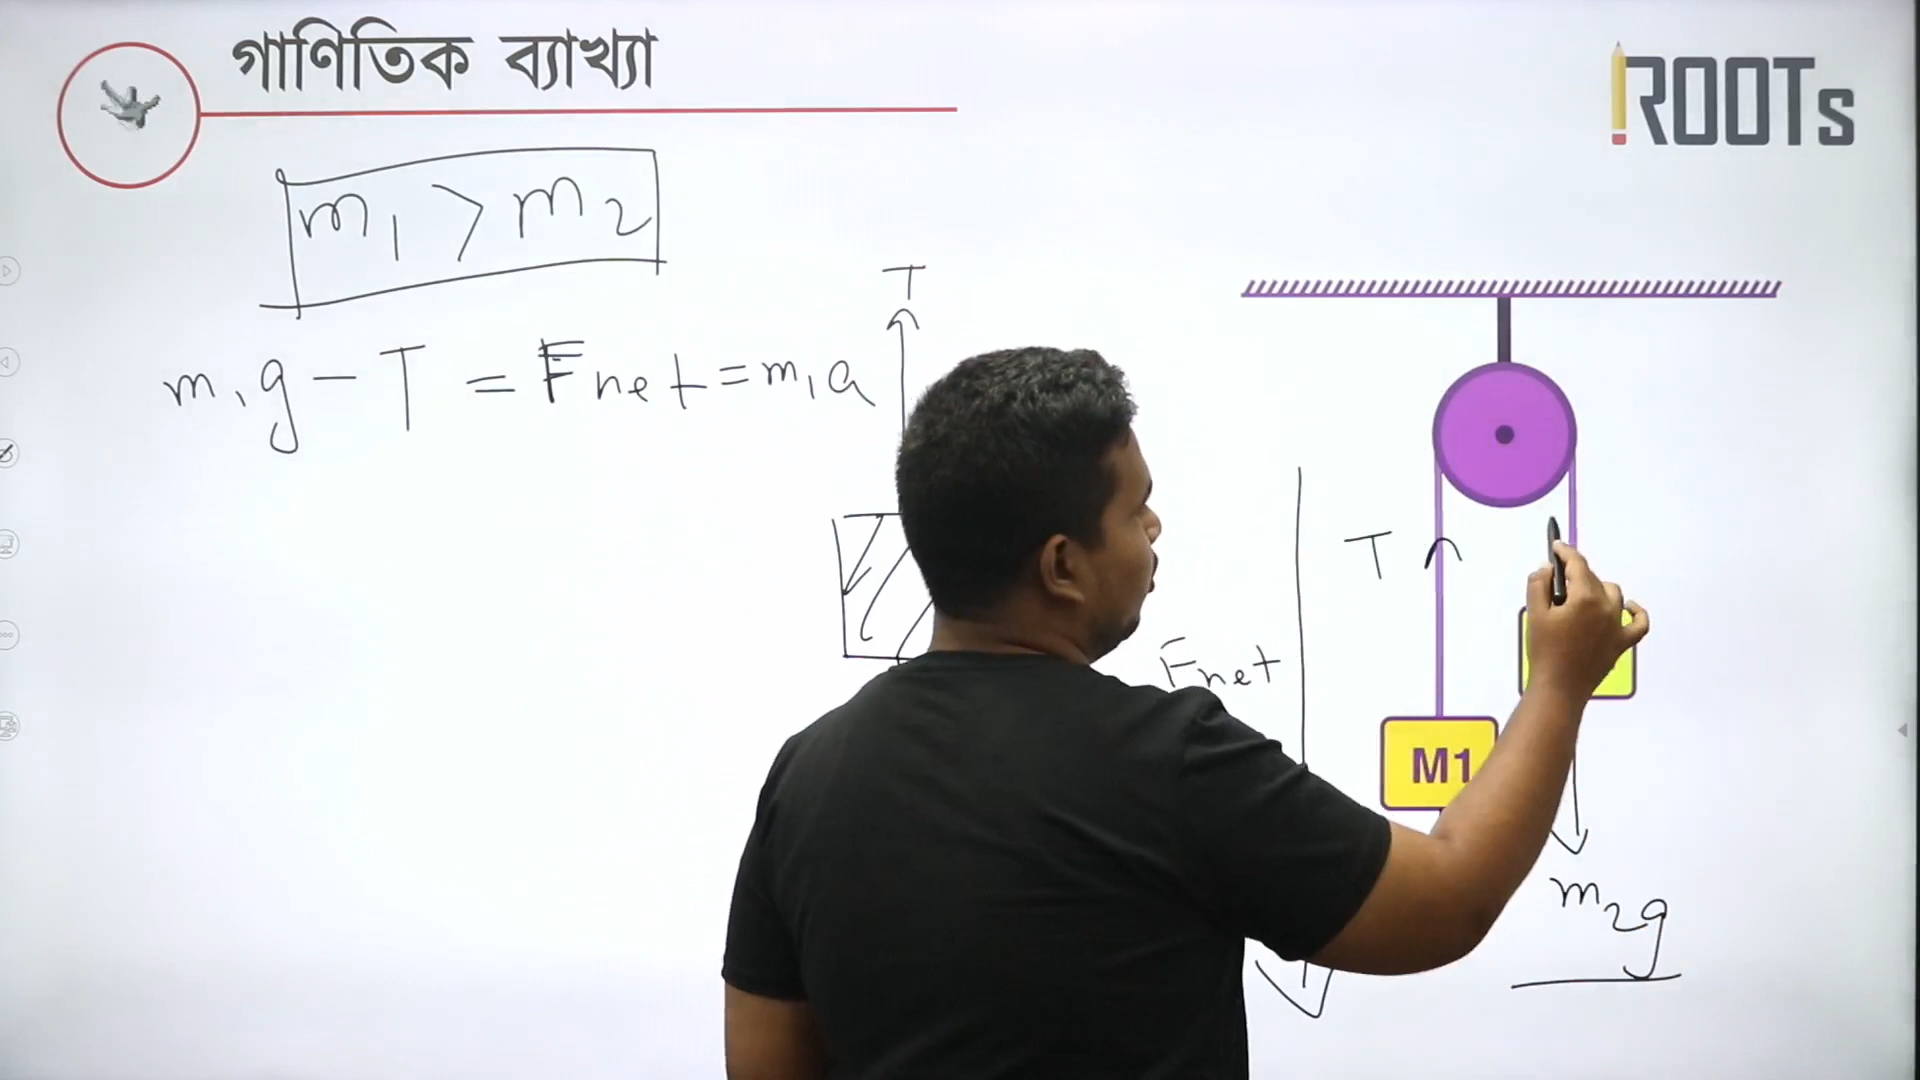 গাণিতিক ব্যাখ্যা
ROOTs
m₁ > m₂
m₁g - T = Fnet = m₁a
T
T
Fnet
M1
m₂g